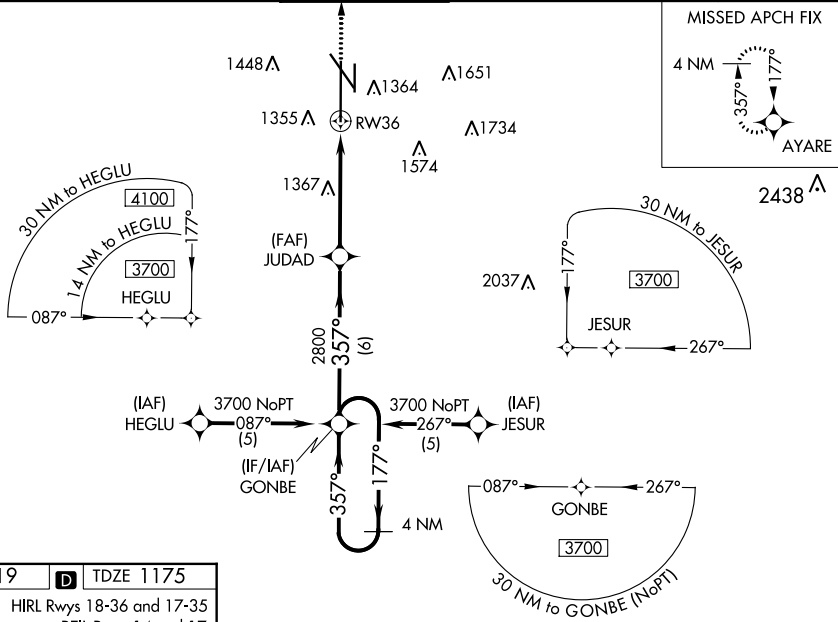 MISSED APCH FIX
4 NM
177°
357°
AYARE
1448
1364
1651
1355
RW36
1734
1574
1367
2438
30 NM to HEGLU
4100
14 NM to HEGLU
177°
3700
HEGLU
087°
(FAF)
JUDAD
30 NM to JESUR
177°
3700
2037
JESUR
267°
2800
357°
(6)
(IAF)
HEGLU
3700 NoPT
087°
(5)
3700 NoPT
267°
(5)
(IAF)
JESUR
(IF/IAF)
GONBE
357°
177°
4 NM
087°
267°
GONBE
3700
30 NM to GONBE (NoPT)
19
D
TDZE 1175
HIRL Rwys 18-36 and 17-35